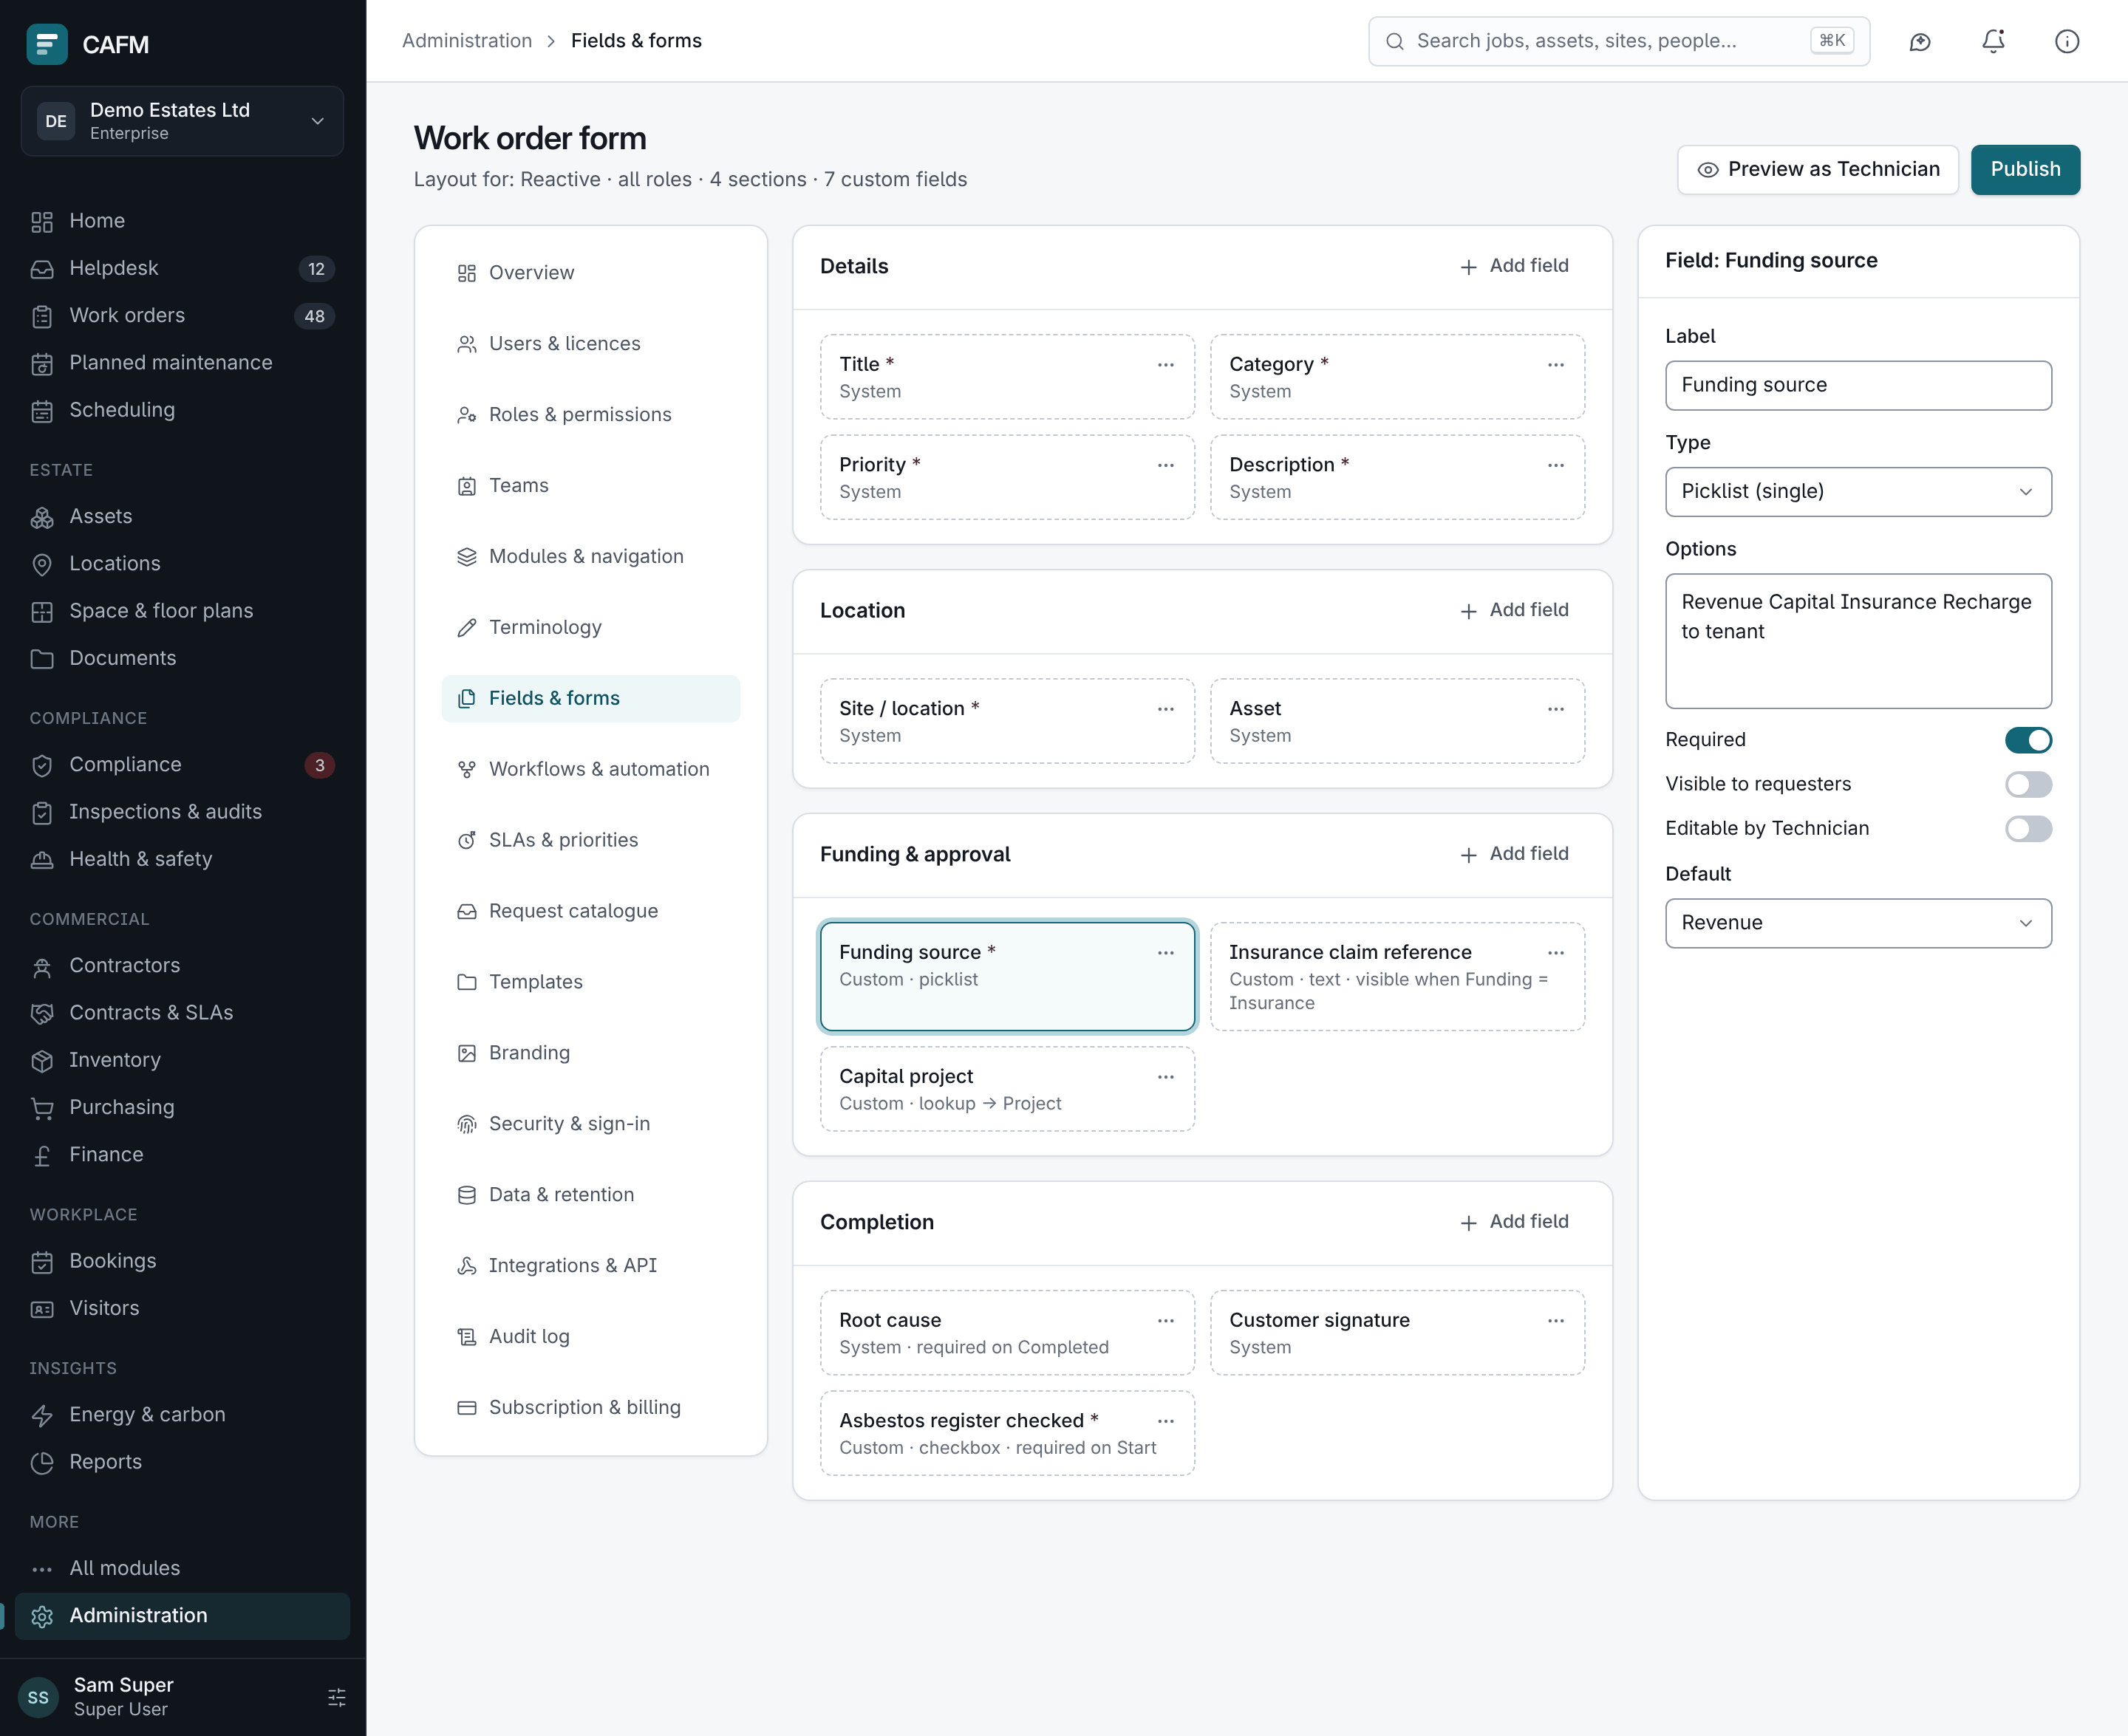 CAFM
DE
Demo Estates Ltd
Enterprise
Home
Helpdesk 12
Work orders 48
Planned maintenance
Scheduling
ESTATE
Assets
Locations
Space & floor plans
Documents
COMPLIANCE
Compliance 3
Inspections & audits
Health & safety
COMMERCIAL
Contractors
Contracts & SLAs
Inventory
Purchasing
Finance
WORKPLACE
Bookings
Visitors
INSIGHTS
Energy & carbon
Reports
MORE
All modules
Administration
SS
Sam Super
Super User
Administration > Fields & forms
Search jobs, assets, sites, people... ⌘K
Work order form
Layout for: Reactive · all roles · 4 sections · 7 custom fields
Preview as Technician
Publish
Overview
Users & licences
Roles & permissions
Teams
Modules & navigation
Terminology
Fields & forms
Workflows & automation
SLAs & priorities
Request catalogue
Templates
Branding
Security & sign-in
Data & retention
Integrations & API
Audit log
Subscription & billing
Details
+ Add field
Title *
System
Category *
System
Priority *
System
Description *
System
Location
+ Add field
Site / location *
System
Asset
System
Funding & approval
+ Add field
Funding source *
Custom · picklist
Insurance claim reference
Custom · text · visible when Funding =
Insurance
Capital project
Custom · lookup → Project
Completion
+ Add field
Root cause
System · required on Completed
Customer signature
System
Asbestos register checked *
Custom · checkbox · required on Start
Field: Funding source
Label
Funding source
Type
Picklist (single)
Options
Revenue Capital Insurance Recharge
to tenant
Required
Visible to requesters
Editable by Technician
Default
Revenue